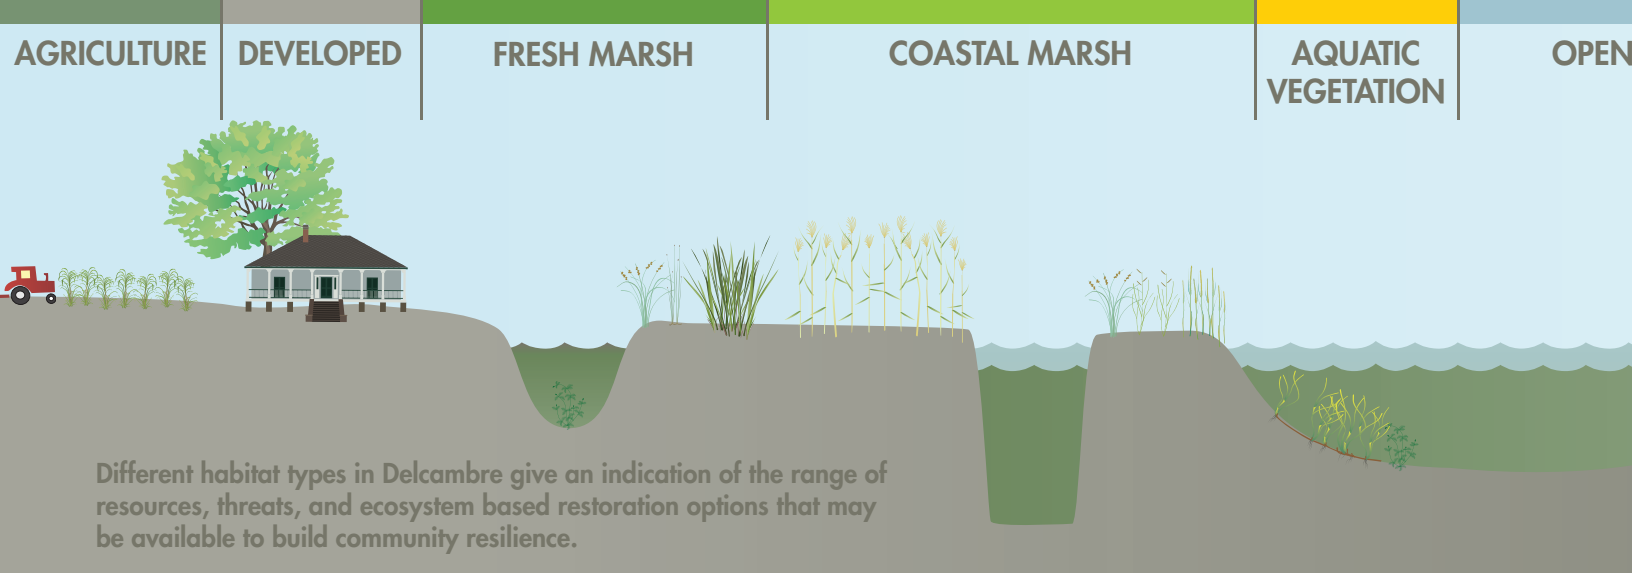 AGRICULTURE
DEVELOPED
FRESH MARSH
COASTAL MARSH
AQUATIC
VEGETATION
OPEN
Different habitat types in Delcambre give an indication of the range of
resources, threats, and ecosystem based restoration options that may
be available to build community resilience.